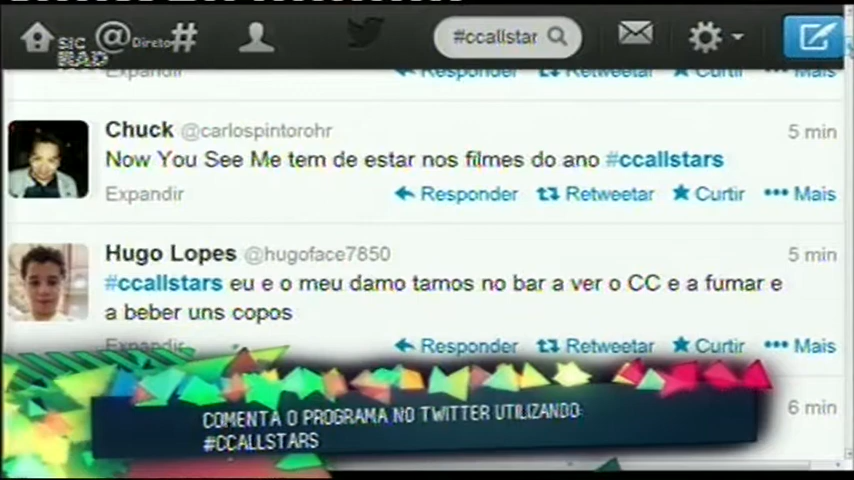 #ccallstar
SIC
RAD
Direto
Expandir Responder Retweetar Curtir Mais
Chuck @carlospintorohr 5 min
Now You See Me tem de estar nos filmes do ano #ccallstars
Expandir Responder Retweetar Curtir Mais
Hugo Lopes @hugoface7850 5 min
#ccallstars eu e o meu damo tamos no bar a ver o CC e a fumar e
a beber uns copos
Expandir Responder Retweetar Curtir Mais
6 min
COMENTA O PROGRAMA NO TWITTER UTILIZANDO:
#CCALLSTARS